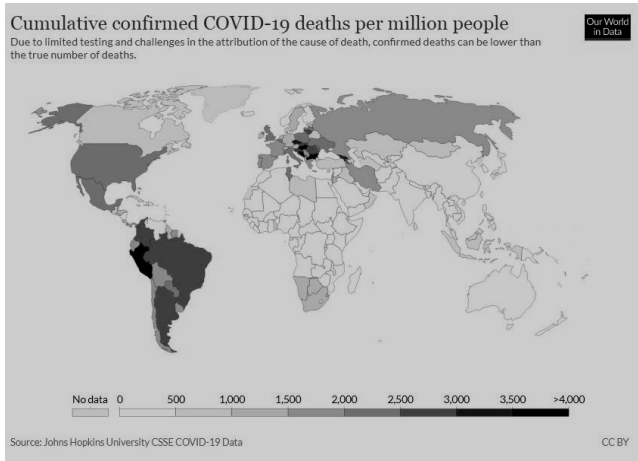 Cumulative confirmed COVID-19 deaths per million people
Our World
in Data
Due to limited testing and challenges in the attribution of the cause of death, confirmed deaths can be lower than
the true number of deaths.
No data 0 500 1,000 1,500 2,000 2,500 3,000 3,500 >4,000
Source: Johns Hopkins University CSSE COVID-19 Data CC BY